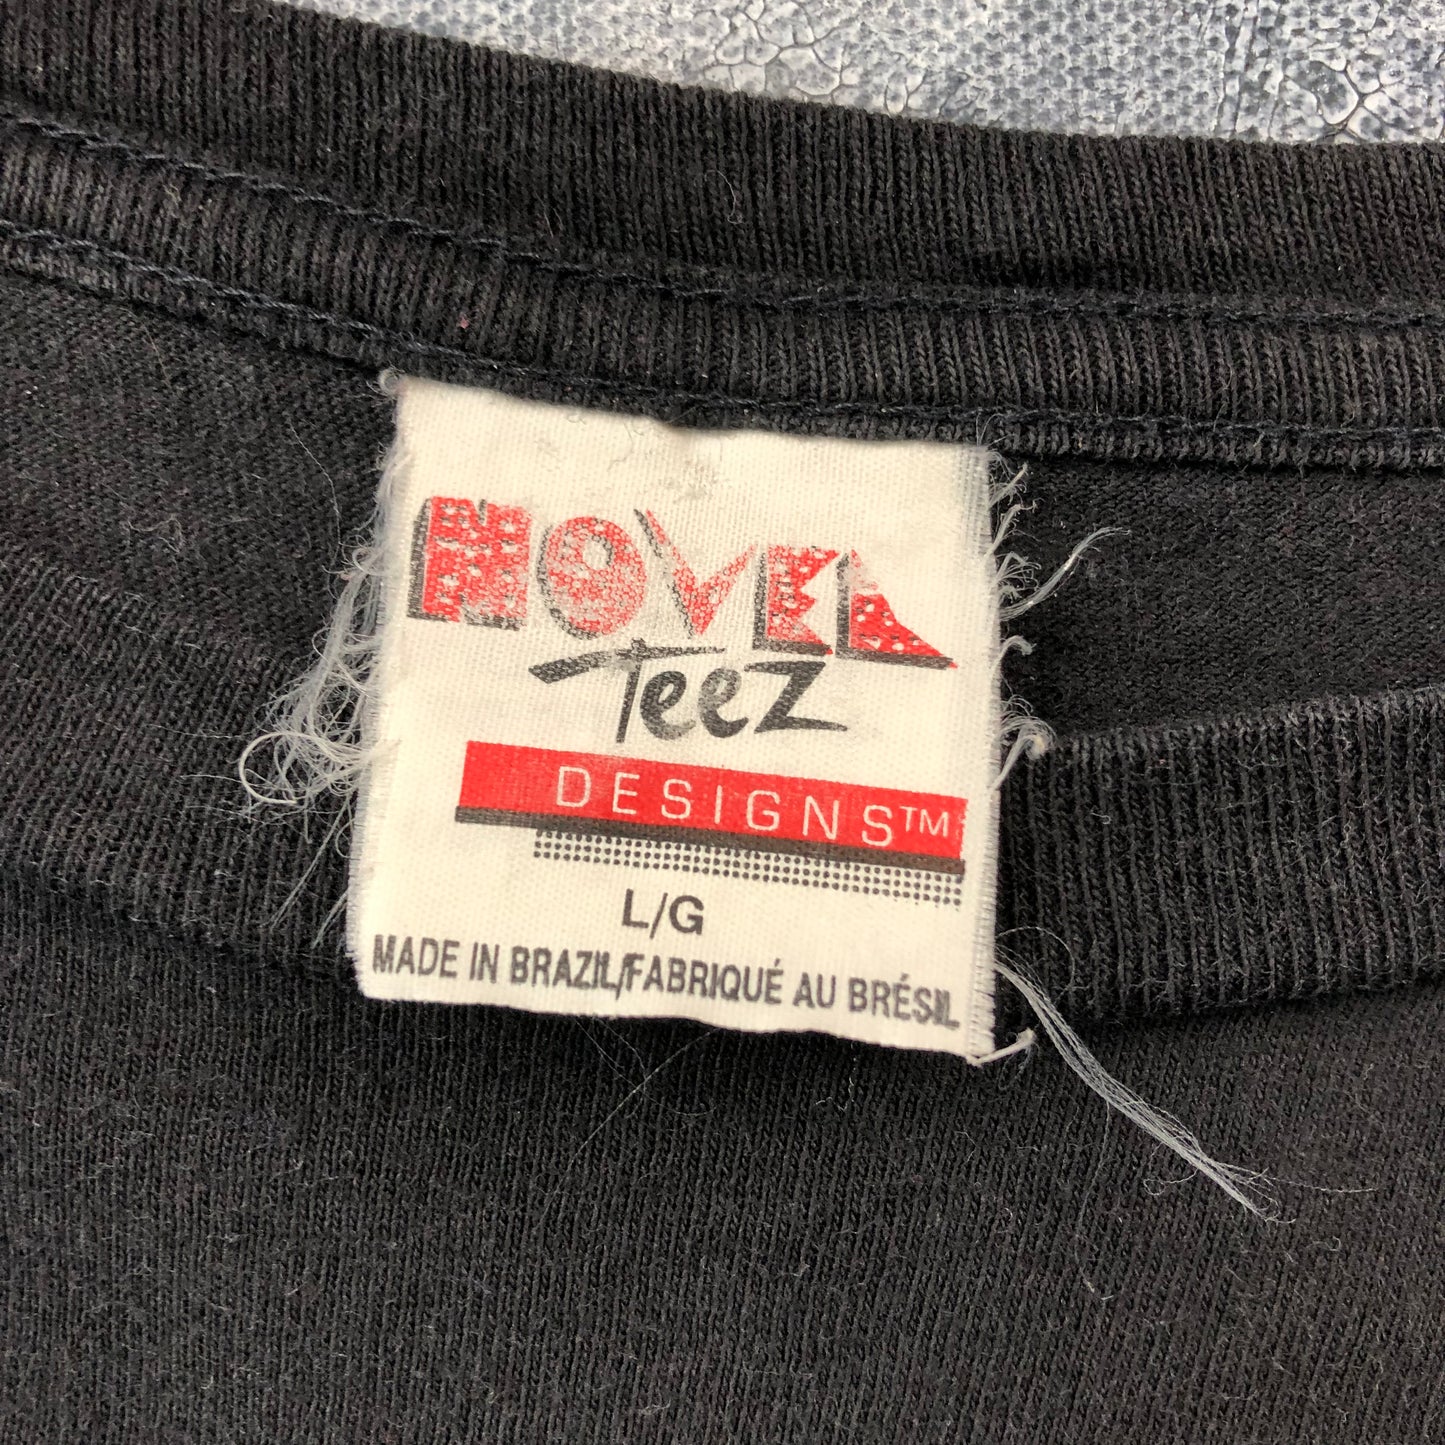 NOVEL
TEEZ
DESIGNS™
L/G
MADE IN BRAZIL/FABRIQUÉ AU BRÉSIL